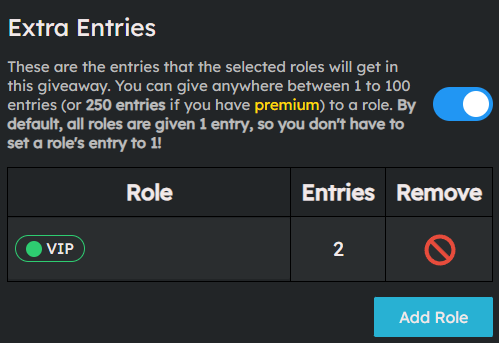 Extra Entries
These are the entries that the selected roles will get in
this giveaway. You can give anywhere between 1 to 100
entries (or 250 entries if you have premium) to a role. By
default, all roles are given 1 entry, so you don't have to
set a role's entry to 1!
Role Entries Remove
VIP 2
Add Role